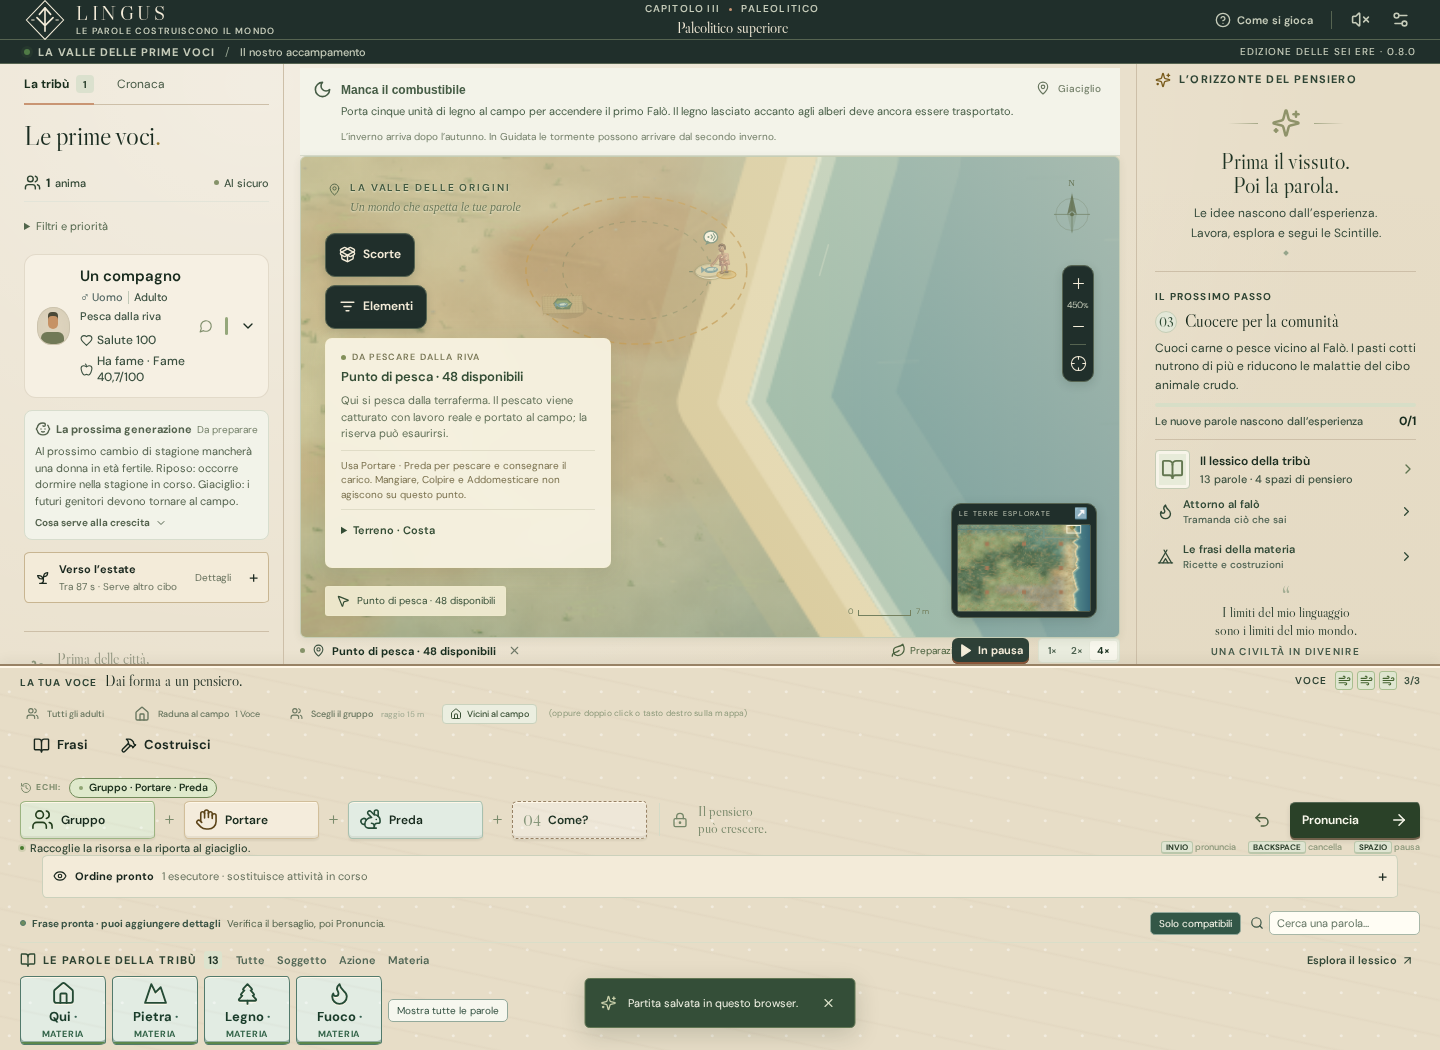 LINGUS
LE PAROLE COSTRUISCONO IL MONDO
CAPITOLO III • PALEOLITICO
Paleolitico superiore
Come si gioca
LA VALLE DELLE PRIME VOCI / Il nostro accampamento
EDIZIONE DELLE SEI ERE · 0.8.0
La tribù 1
Cronaca
Le prime voci.
1 anima
Al sicuro
Filtri e priorità
Un compagno
♂ Uomo Adulto
Pesca dalla riva
Salute 100
Ha fame · Fame
40,7/100
La prossima generazione Da preparare
Al prossimo cambio di stagione mancherà
una donna in età fertile. Riposo: occorre
dormire nella stagione in corso. Giaciglio: i
futuri genitori devono tornare al campo.
Cosa serve alla crescita
Verso l’estate
Tra 87 s · Serve altro cibo
Dettagli +
Prima delle città,
Manca il combustibile
Giaciglio
Porta cinque unità di legno al campo per accendere il primo Falò. Il legno lasciato accanto agli alberi deve ancora essere trasportato.
L’inverno arriva dopo l’autunno. In Guidata le tormente possono arrivare dal secondo inverno.
LA VALLE DELLE ORIGINI
Un mondo che aspetta le tue parole
N
Scorte
Elementi
450%
DA PESCARE DALLA RIVA
Punto di pesca · 48 disponibili
Qui si pesca dalla terraferma. Il pescato viene
catturato con lavoro reale e portato al campo; la
riserva può esaurirsi.
Usa Portare · Preda per pescare e consegnare il
carico. Mangiare, Colpire e Addomesticare non
agiscono su questo punto.
Terreno · Costa
Punto di pesca · 48 disponibili
LE TERRE ESPLORATE
0 7 m
Punto di pesca · 48 disponibili
Preparaz
In pausa
1× 2× 4×
L’ORIZZONTE DEL PENSIERO
Prima il vissuto.
Poi la parola.
Le idee nascono dall’esperienza.
Lavora, esplora e segui le Scintille.
IL PROSSIMO PASSO
03 Cuocere per la comunità
Cuoci carne o pesce vicino al Falò. I pasti cotti
nutrono di più e riducono le malattie del cibo
animale crudo.
Le nuove parole nascono dall’esperienza 0/1
Il lessico della tribù
13 parole · 4 spazi di pensiero
Attorno al falò
Tramanda ciò che sai
Le frasi della materia
Ricette e costruzioni
“
I limiti del mio linguaggio
sono i limiti del mio mondo.
UNA CIVILTÀ IN DIVENIRE
LA TUA VOCE Dai forma a un pensiero.
VOCE 3/3
Tutti gli adulti
Raduna al campo 1 Voce
Scegli il gruppo raggio 15 m
Vicini al campo
(oppure doppio click o tasto destro sulla mappa)
Frasi
Costruisci
ECHI:
Gruppo · Portare · Preda
Gruppo + Portare + Preda + 04 Come?
Il pensiero
può crescere.
Pronuncia
Raccoglie la risorsa e la riporta al giaciglio.
INVIO pronuncia BACKSPACE cancella SPAZIO pausa
Ordine pronto 1 esecutore · sostituisce attività in corso +
Frase pronta · puoi aggiungere dettagli Verifica il bersaglio, poi Pronuncia.
Solo compatibili
Cerca una parola…
LE PAROLE DELLA TRIBÙ 13
Tutte Soggetto Azione Materia
Esplora il lessico
Qui ·
MATERIA
Pietra ·
MATERIA
Legno ·
MATERIA
Fuoco ·
MATERIA
Mostra tutte le parole
Partita salvata in questo browser.